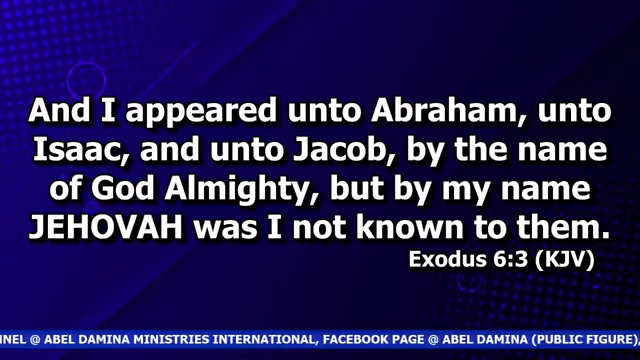 And I appeared unto Abraham, unto
Isaac, and unto Jacob, by the name
of God Almighty, but by my name
JEHOVAH was I not known to them.
Exodus 6:3 (KJV)
NEL @ ABEL DAMINA MINISTRIES INTERNATIONAL, FACEBOOK PAGE @ ABEL DAMINA (PUBLIC FIGURE)